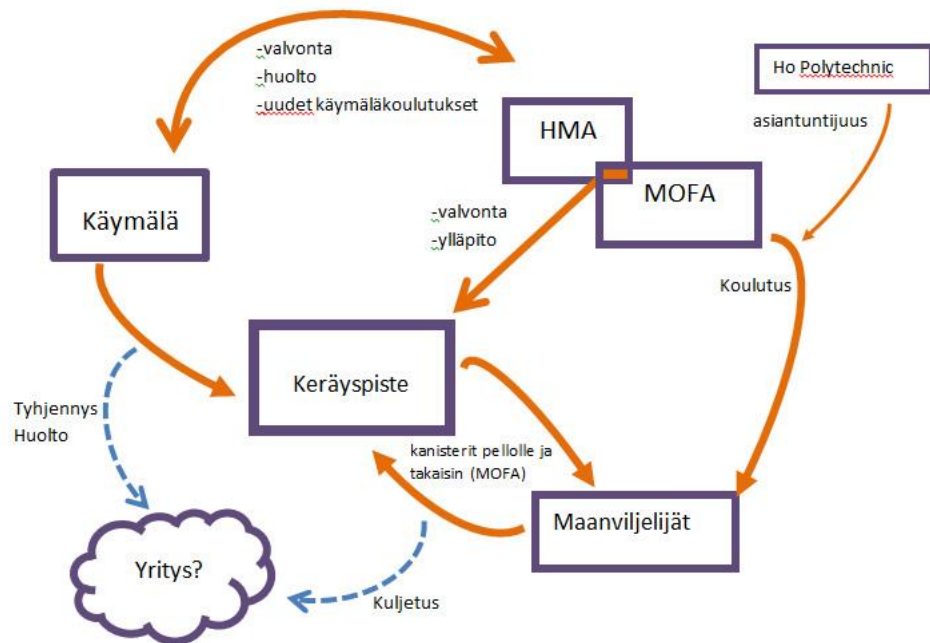 -valvonta
-huolto
-uudet käymäläkoulutukset
Ho Polytechnic
asiantuntijuus
HMA
MOFA
Käymälä
-valvonta
-ylläpito
Koulutus
Keräyspiste
Tyhjennys
Huolto
kanisterit pellolle ja
takaisin (MOFA)
Maanviljelijät
Yritys?
Kuljetus